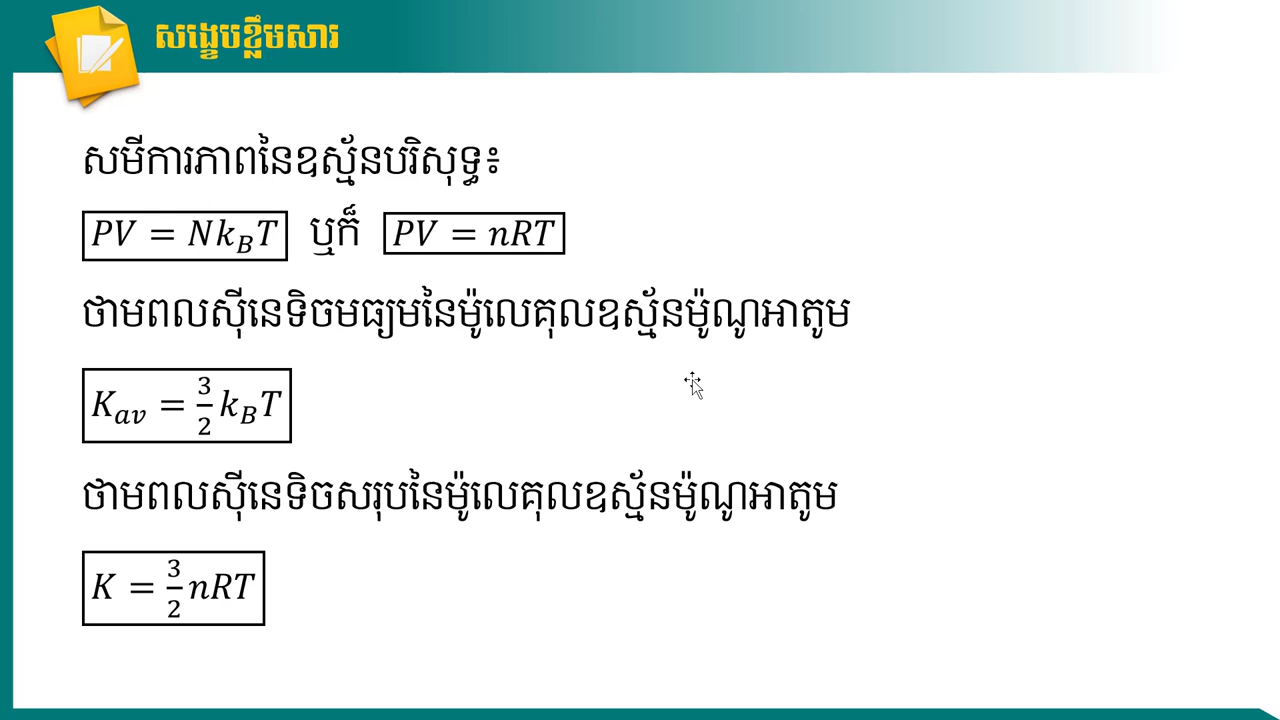 សង្ខេបខ្លឹមសារ
សមីការភាពនៃឧស្ម័នបរិសុទ្ធ៖
PV = Nk_BT ឬក៏ PV = nRT
ថាមពលស៊ីនេទិចមធ្យមនៃម៉ូលេគុលឧស្ម័នម៉ូណូអាតូម
K_{av} = \frac{3}{2} k_BT
ថាមពលស៊ីនេទិចសរុបនៃម៉ូលេគុលឧស្ម័នម៉ូណូអាតូម
K = \frac{3}{2} nRT